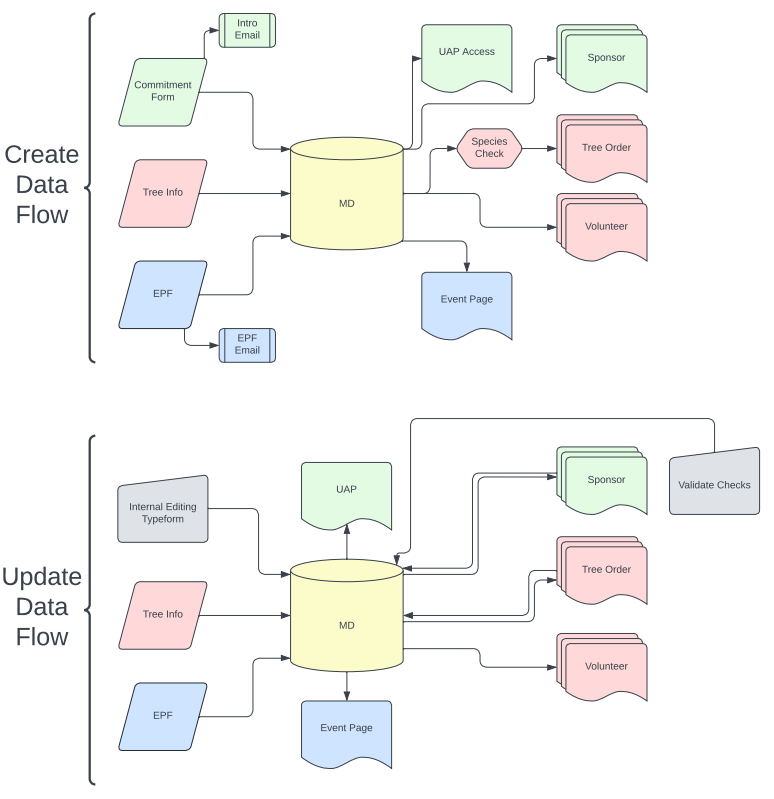 Create
Data
Flow
Intro
Email
Commitment
Form
Tree Info
EPF
EPF
Email
MD
UAP Access
Sponsor
Species
Check
Tree Order
Volunteer
Event Page
Update
Data
Flow
Internal Editing
Typeform
Tree Info
EPF
UAP
MD
Event Page
Sponsor
Validate Checks
Tree Order
Volunteer